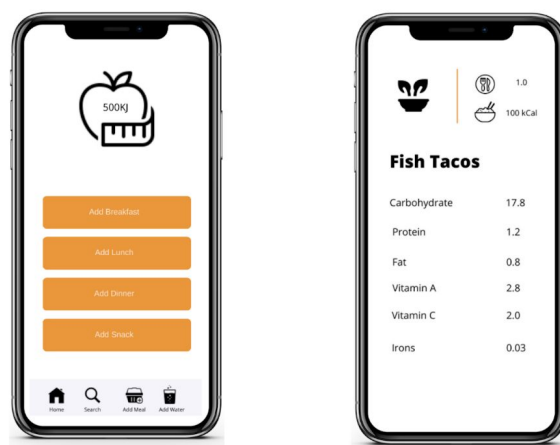 500KJ
Add Breakfast
Add Lunch
Add Dinner
Add Snack
Home Search Add Meal Add Water
1.0
100 kCal
Fish Tacos
Carbohydrate 17.8
Protein 1.2
Fat 0.8
Vitamin A 2.8
Vitamin C 2.0
Irons 0.03